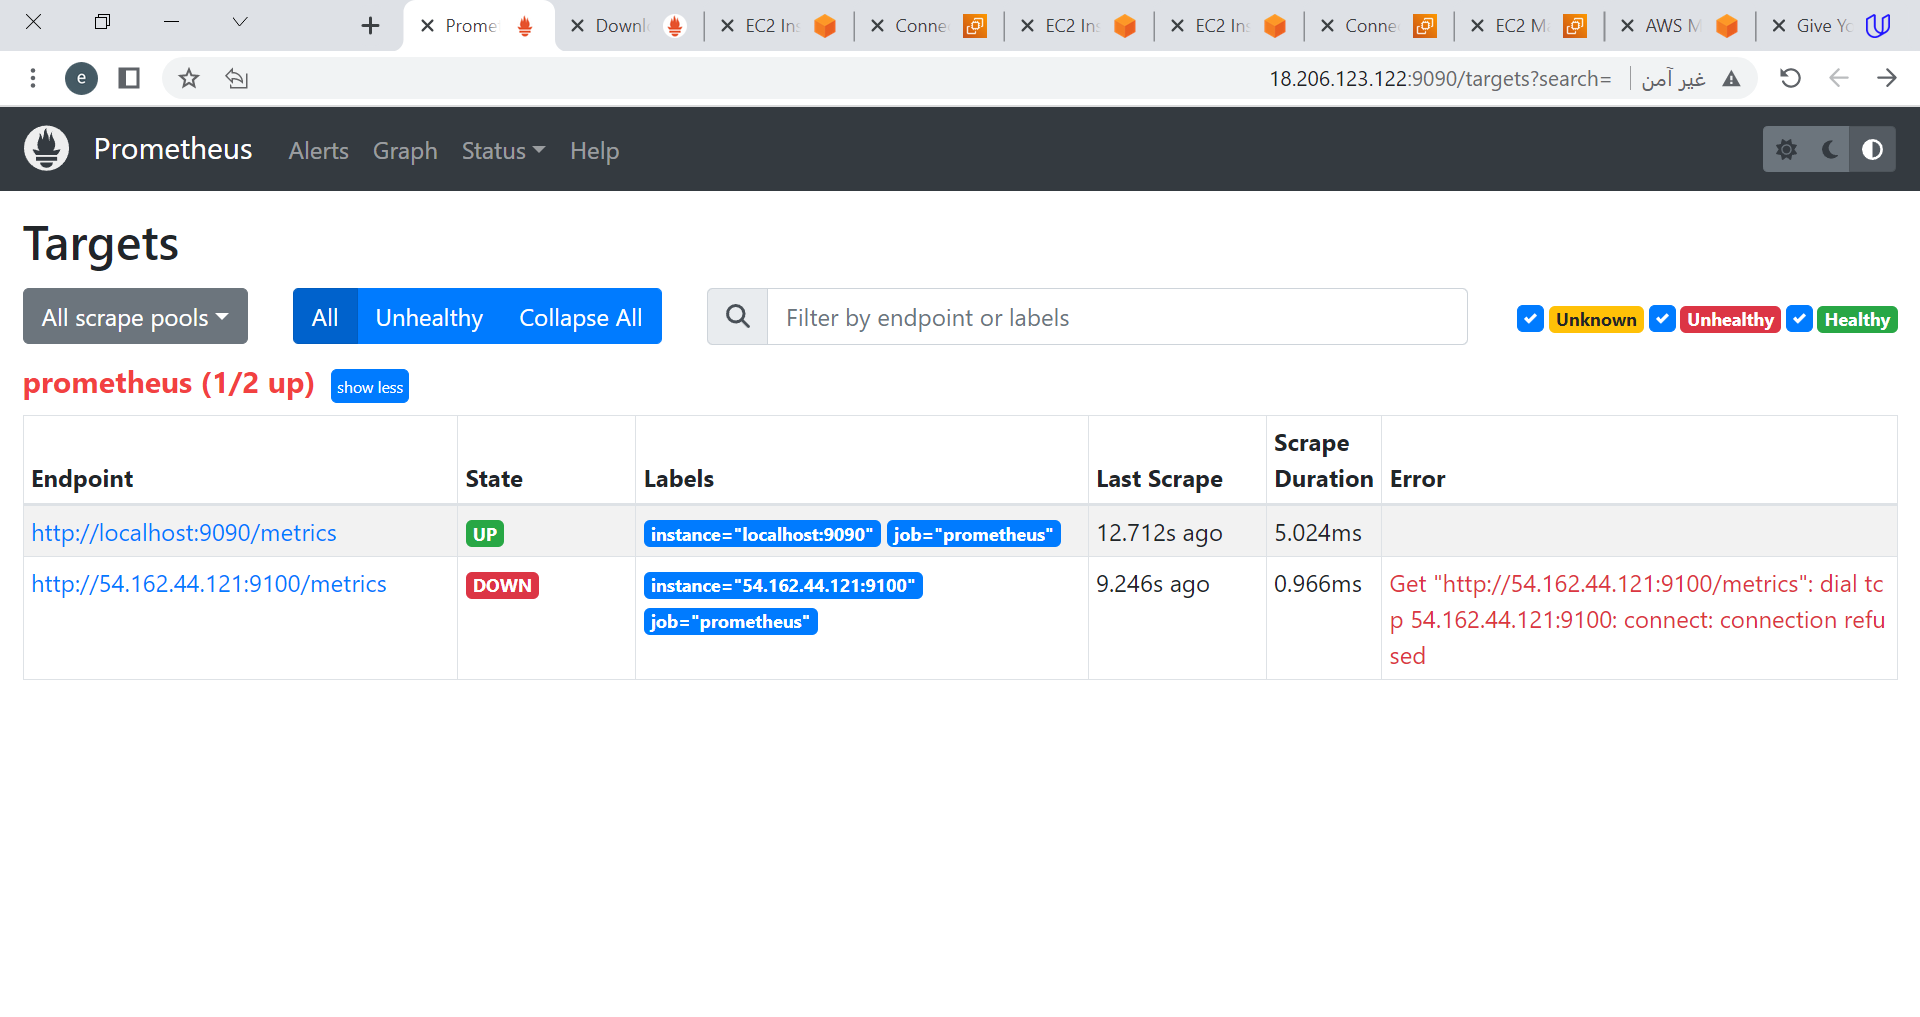 Prome
Downl
EC2 Ins
Conne
EC2 Ins
EC2 Ins
Conne
EC2 Ma
AWS M
Give Yo
e
18.206.123.122:9090/targets?search=
غير آمن
Prometheus Alerts Graph Status Help
Targets
All scrape pools
All Unhealthy Collapse All
Filter by endpoint or labels
Unknown Unhealthy Healthy
prometheus (1/2 up) show less
Endpoint State Labels Last Scrape Scrape Duration Error
http://localhost:9090/metrics UP instance="localhost:9090" job="prometheus" 12.712s ago 5.024ms
http://54.162.44.121:9100/metrics DOWN instance="54.162.44.121:9100" 9.246s ago 0.966ms Get "http://54.162.44.121:9100/metrics": dial tc
job="prometheus" p 54.162.44.121:9100: connect: connection refu
sed